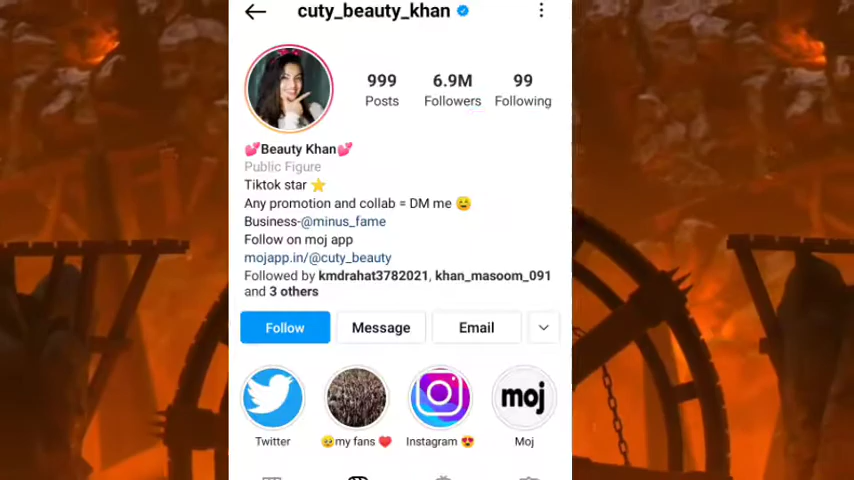 cuty_beauty_khan
999 6.9M 99
Posts Followers Following
💕Beauty Khan💕
Public Figure
Tiktok star ⭐
Any promotion and collab = DM me 😉
Business-@minus_fame
Follow on moj app
mojapp.in/@cuty_beauty
Followed by kmdrahat3782021, khan_masoom_091
and 3 others
Follow Message Email
moj
Twitter 🥺my fans ♥️ Instagram 😍 Moj